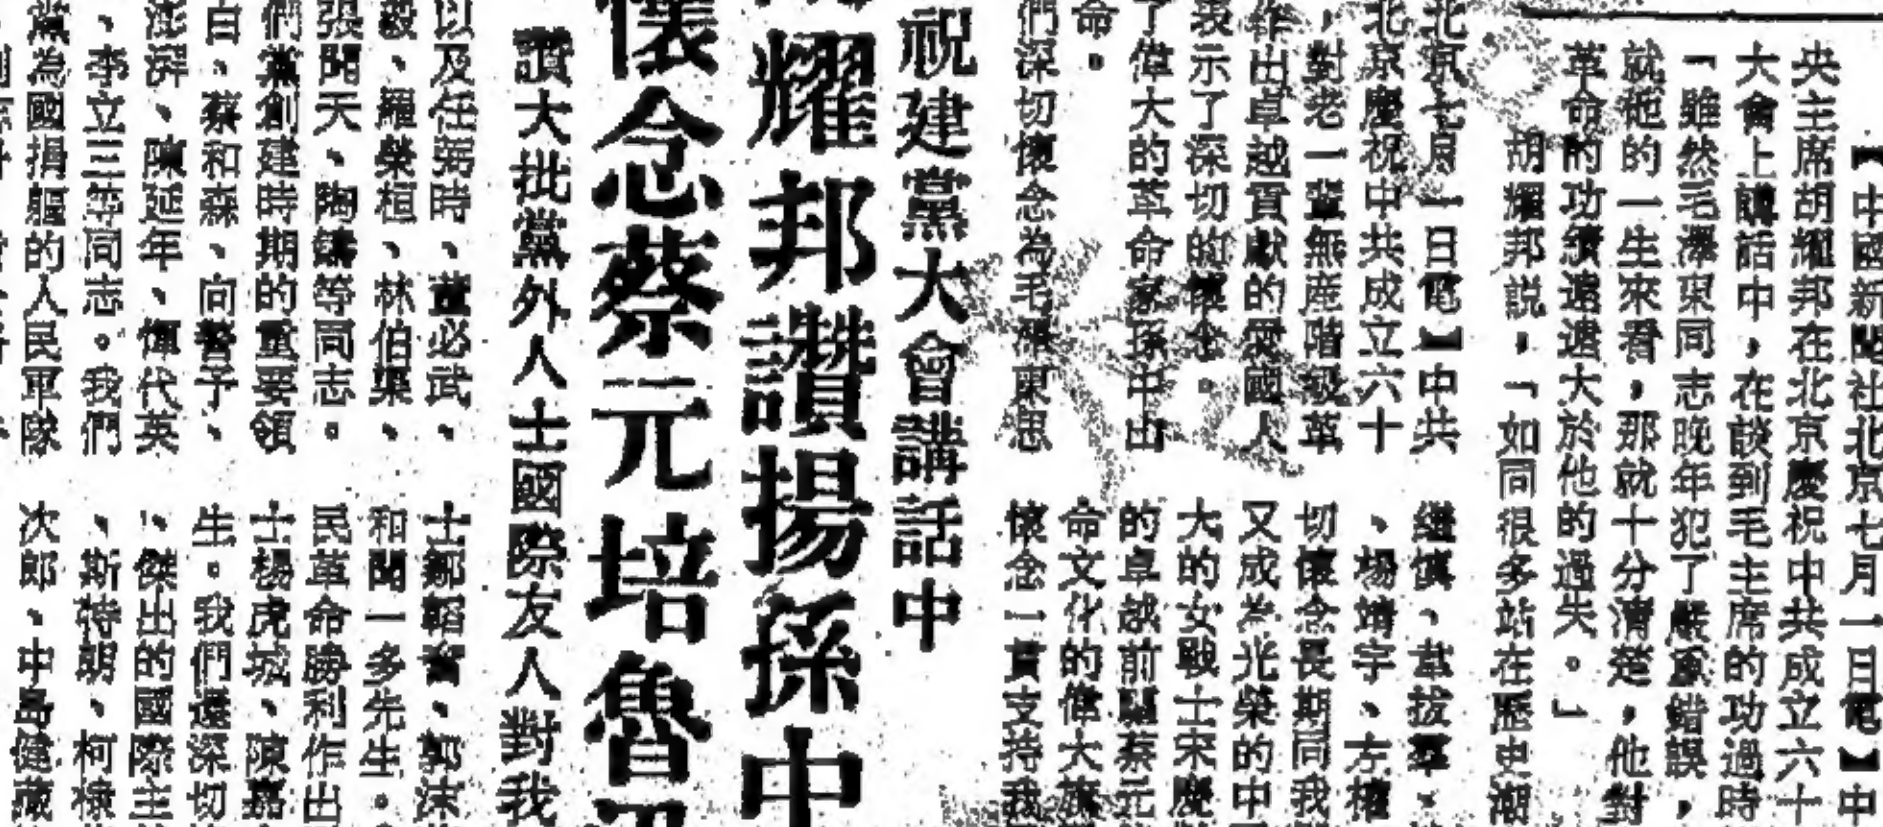 【中國新聞社北京七月一日電】中
央主席胡耀邦在北京慶祝中共成立六十
大會上講話中，在談到毛主席的功過時
「雖然毛澤東同志晚年犯了嚴重錯誤，
就他的一生來看，那就十分清楚，他對
革命的功績遠遠大於他的過失。」
胡耀邦説，「如同很多站在歷史潮
北京七月一日電】中共
北京慶祝中共成立六十
，對老一輩無産階級革
作出卓越貢獻的愛國人
表示了深切的懷念。
了偉大的革命家孫中山
命。
們深切懷念為毛澤東思
繼慎、韋拔羣、
、楊靖宇、左權
切懷念長期同我
又成為光榮的中
大的女戰士宋慶
的卓越前驅蔡元
命文化的偉大旗
懷念一貫支持我
祝建黨大會講話中
耀邦讚揚孫中
懷念蔡元培魯
讚大批黨外人士國際友人對我
以及任弼時、董必武、
毅、羅榮桓、林伯渠、
張聞天、陶鑄等同志。
們黨創建時期的重要領
白、蔡和森、向警予、
澎湃、陳延年、惲代英
、李立三等同志。我們
黨為國捐軀的人民軍隊
士鄒韜奮、郭沫
和聞一多先生。
民革命勝利作出
士楊虎城、陳嘉
生。我們還深切
、傑出的國際主
、斯特朗、柯棣
次郎、中島健藏